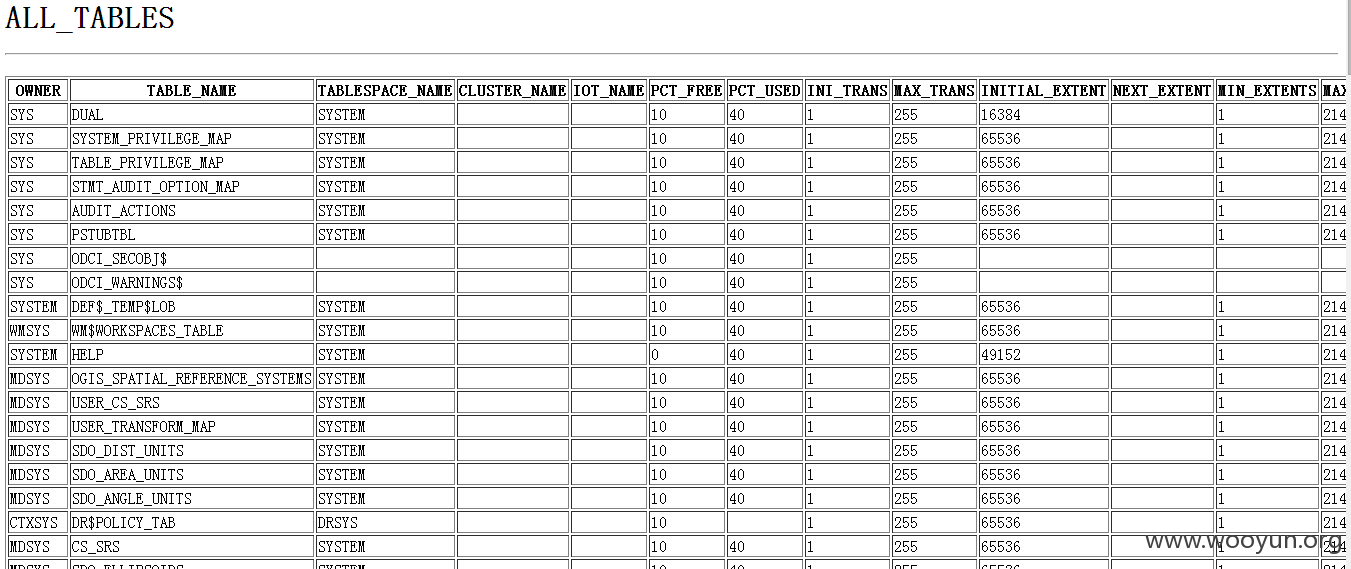 ALL_TABLES
OWNER TABLE_NAME TABLESPACE_NAME CLUSTER_NAME IOT_NAME PCT_FREE PCT_USED INI_TRANS MAX_TRANS INITIAL_EXTENT NEXT_EXTENT MIN_EXTENTS MAX
SYS DUAL SYSTEM 10 40 1 255 16384 1 214
SYS SYSTEM_PRIVILEGE_MAP SYSTEM 10 40 1 255 65536 1 214
SYS TABLE_PRIVILEGE_MAP SYSTEM 10 40 1 255 65536 1 214
SYS STMT_AUDIT_OPTION_MAP SYSTEM 10 40 1 255 65536 1 214
SYS AUDIT_ACTIONS SYSTEM 10 40 1 255 65536 1 214
SYS PSTUBTBL SYSTEM 10 40 1 255 65536 1 214
SYS ODCI_SECOBJ$ 10 40 1 255
SYS ODCI_WARNINGS$ 10 40 1 255
SYSTEM DEF$_TEMP$LOB SYSTEM 10 40 1 255 65536 1 214
WMSYS WM$WORKSPACES_TABLE SYSTEM 10 40 1 255 65536 1 214
SYSTEM HELP SYSTEM 0 40 1 255 49152 1 214
MDSYS OGIS_SPATIAL_REFERENCE_SYSTEMS SYSTEM 10 40 1 255 65536 1 214
MDSYS USER_CS_SRS SYSTEM 10 40 1 255 65536 1 214
MDSYS USER_TRANSFORM_MAP SYSTEM 10 40 1 255 65536 1 214
MDSYS SDO_DIST_UNITS SYSTEM 10 40 1 255 65536 1 214
MDSYS SDO_AREA_UNITS SYSTEM 10 40 1 255 65536 1 214
MDSYS SDO_ANGLE_UNITS SYSTEM 10 40 1 255 65536 1 214
CTXSYS DR$POLICY_TAB DRSYS 10 1 255 65536 1 214
MDSYS CS_SRS SYSTEM 10 40 1 255 65536 1 214
www.wooyun.org
MDSYS SDO_ELLIPSOIDS SYSTEM 10 40 1 255 65536 1 214